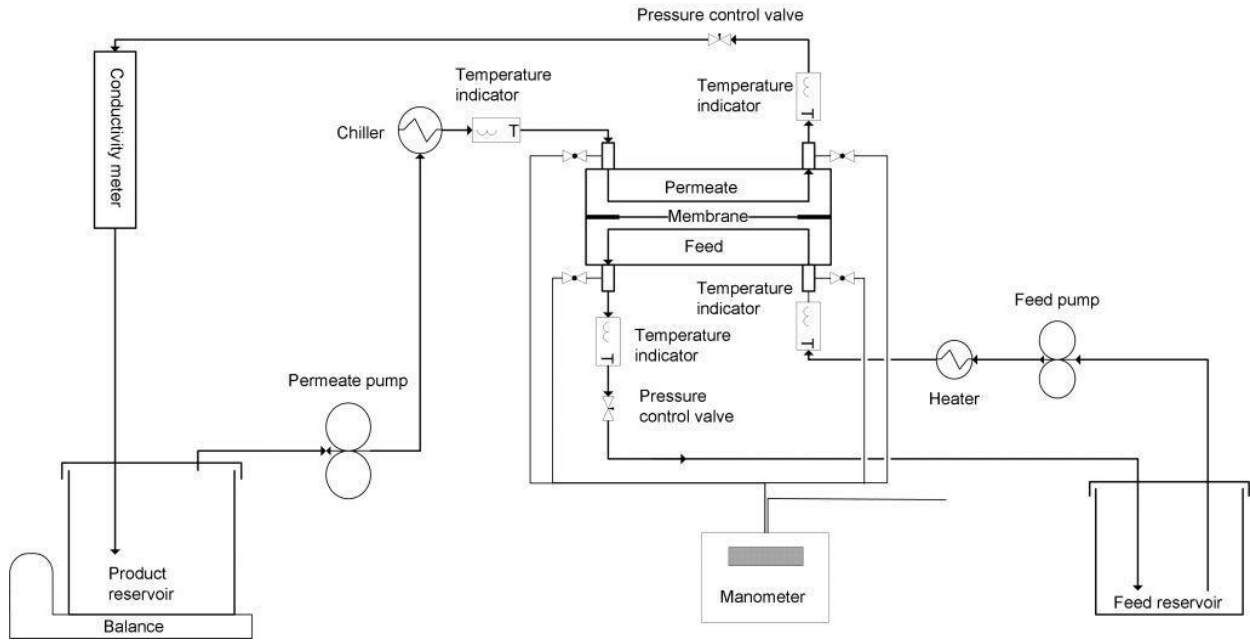 Pressure control valve
Conductivity meter
Temperature
indicator
Temperature
indicator
Chiller
T
T
Permeate
Membrane
Feed
Temperature
indicator
T
Feed pump
Temperature
indicator
T
Heater
Permeate pump
Pressure
control valve
Product
reservoir
Manometer
Feed reservoir
Balance